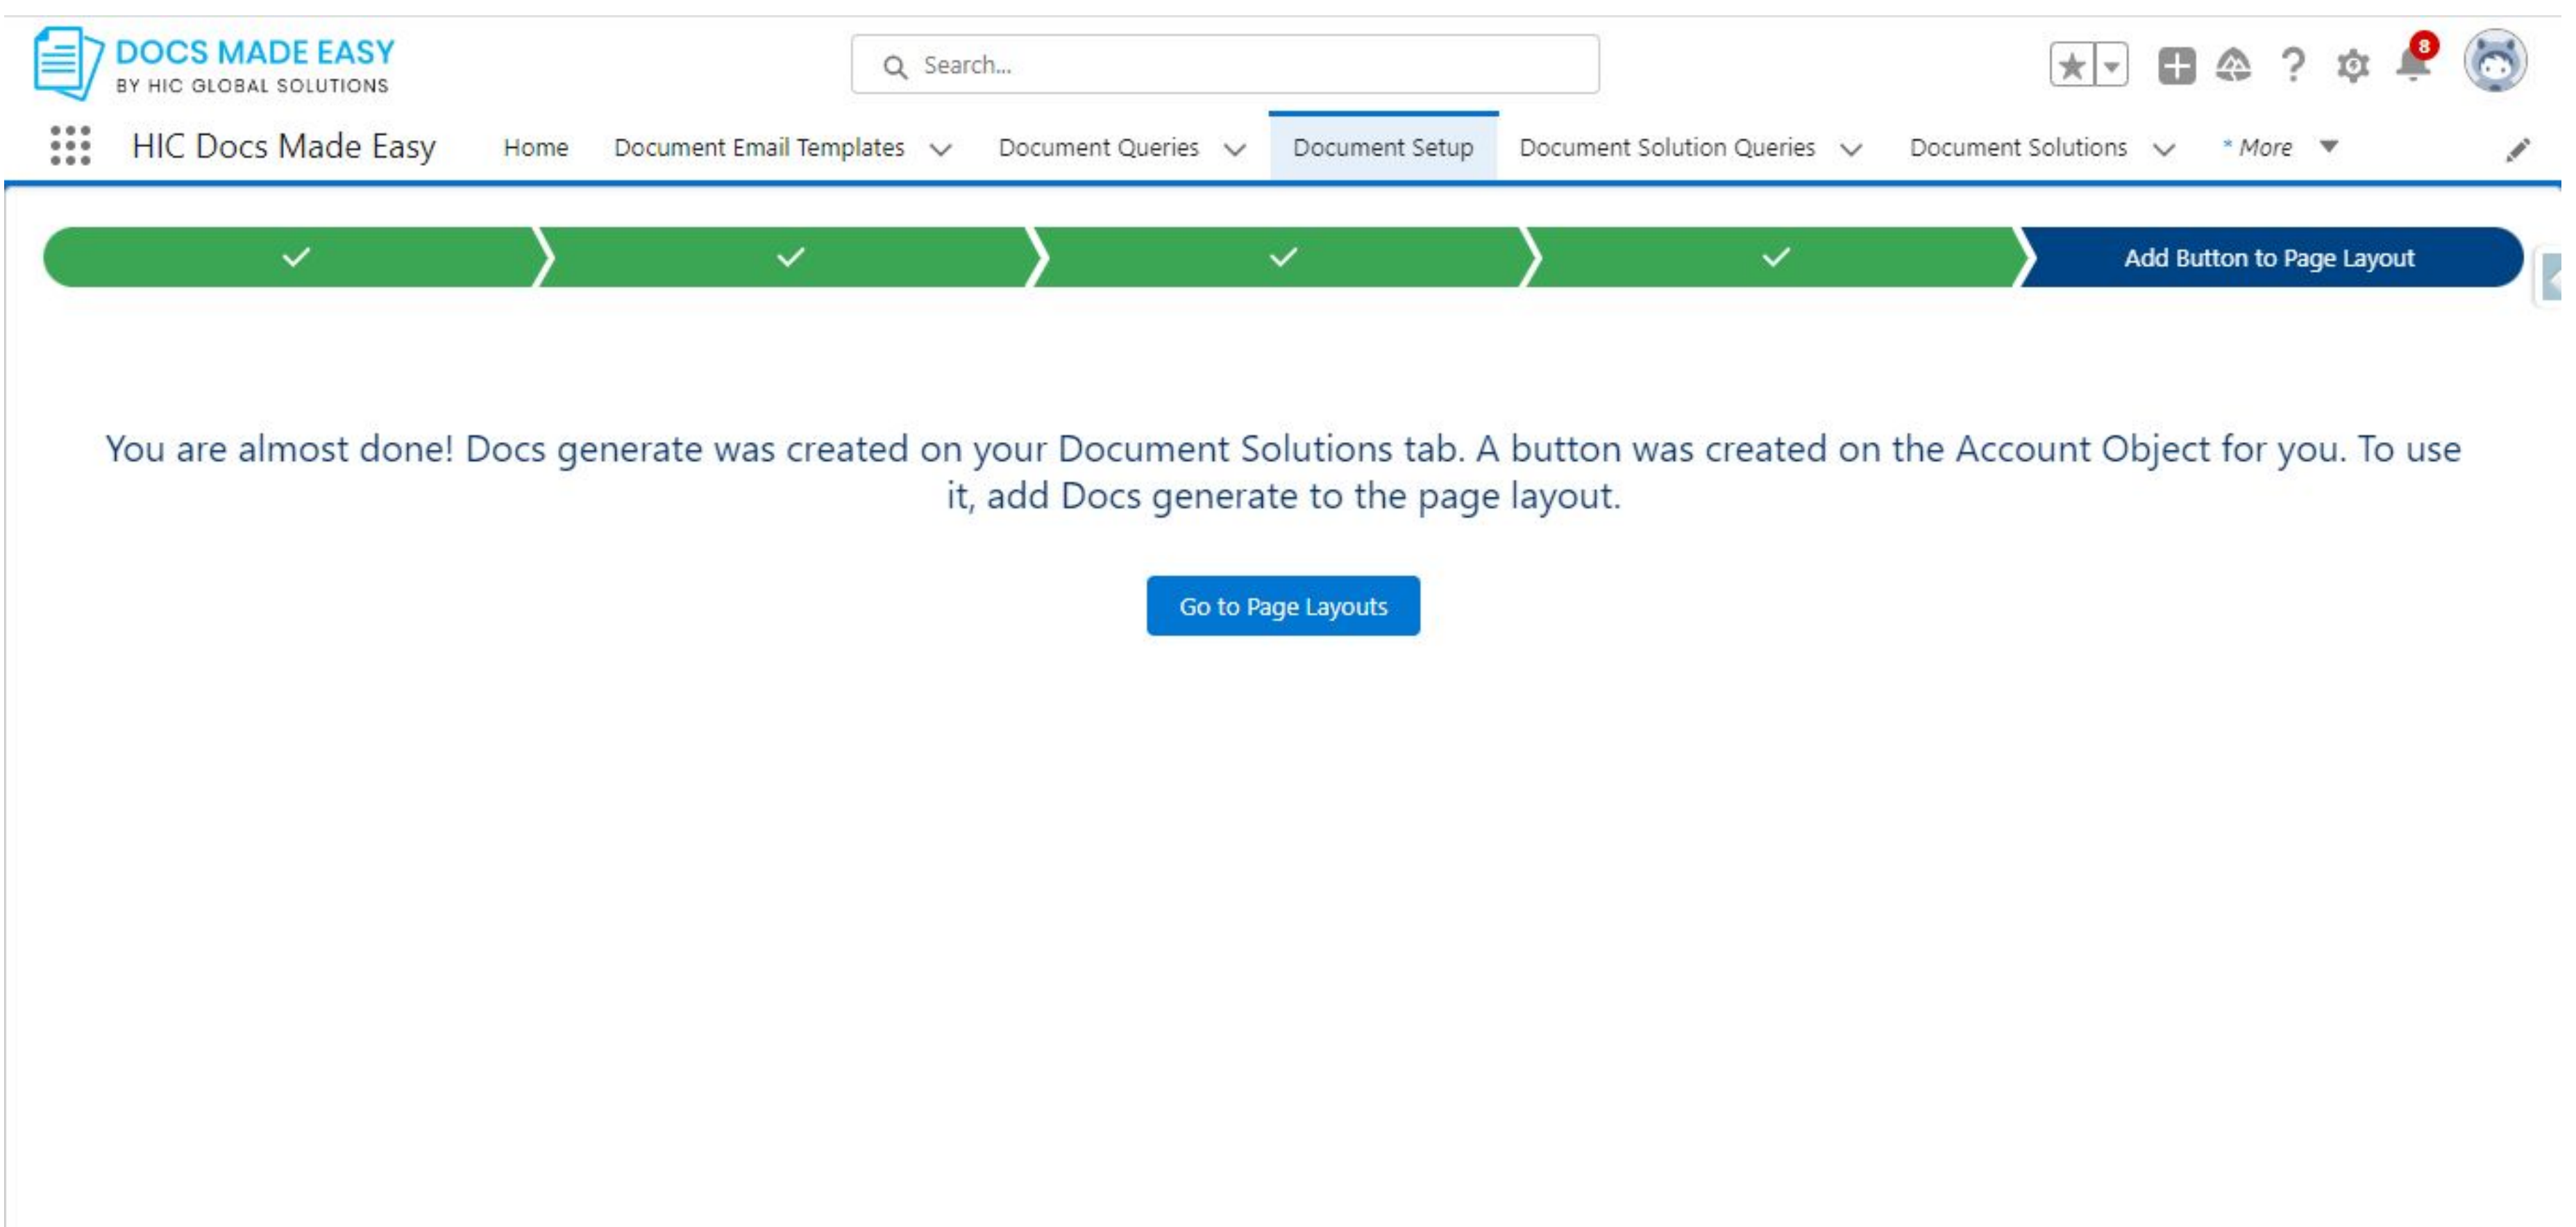 DOCS MADE EASY
BY HIC GLOBAL SOLUTIONS
Search...
8
HIC Docs Made Easy
Home
Document Email Templates
Document Queries
Document Setup
Document Solution Queries
Document Solutions
* More
Add Button to Page Layout
You are almost done! Docs generate was created on your Document Solutions tab. A button was created on the Account Object for you. To use
it, add Docs generate to the page layout.
Go to Page Layouts